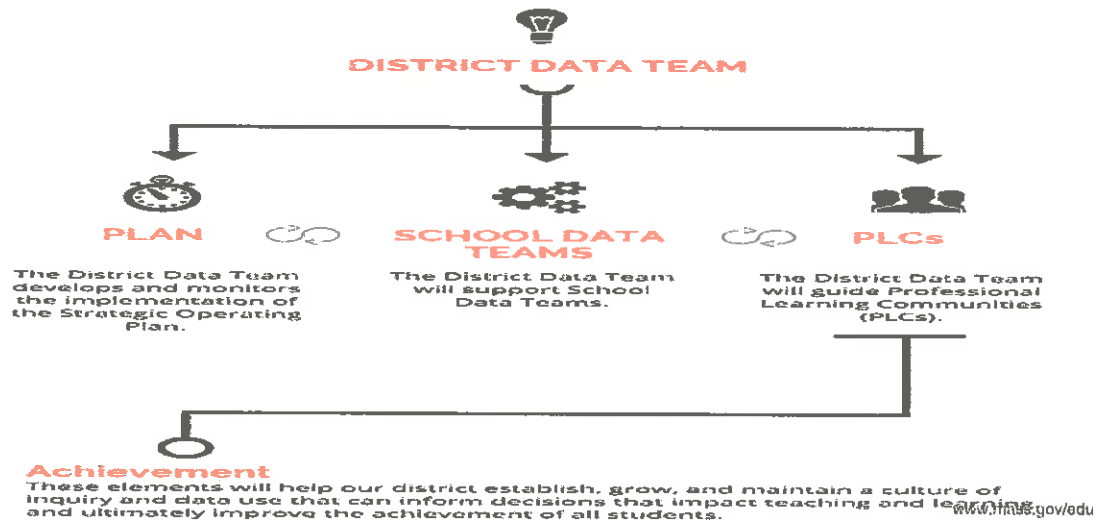 DISTRICT DATA TEAM
PLAN
SCHOOL DATA
TEAMS
PLCs
The District Data Team
develops and monitors
the implementation of
the Strategic Operating
Plan.
The District Data Team
will support School
Data Teams.
The District Data Team
will guide Professional
Learning Communities
(PLCs).
Achievement
These elements will help our district establish, grow, and maintain a culture of
inquiry and data use that can inform decisions that impact teaching and learning
and ultimately improve the achievement of all students.